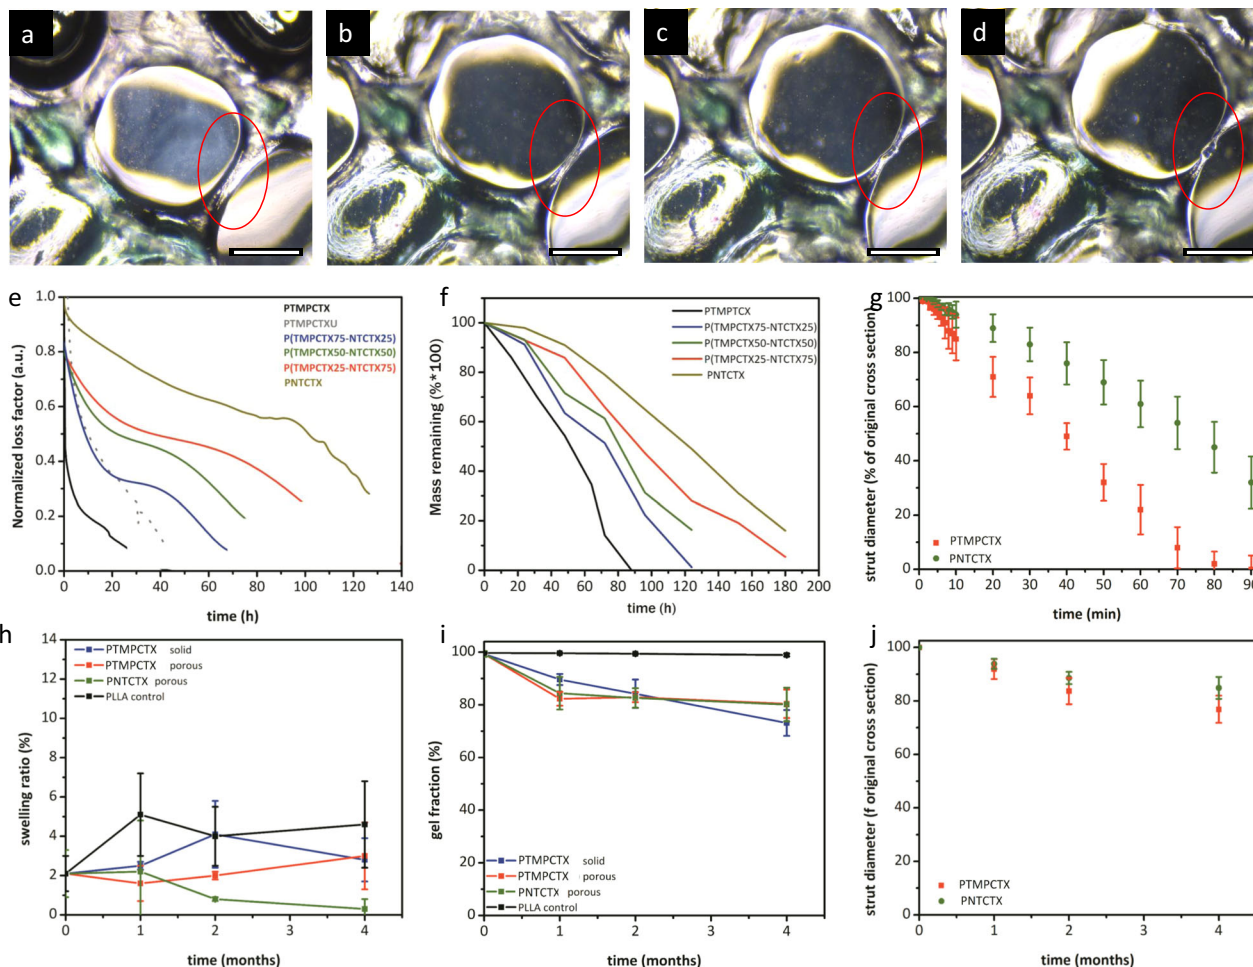 a
b
c
d
e
1.0
0.8
0.6
0.4
0.2
0.0
Normalized loss factor (a.u.)
PTMPCTX
PTMPCTXU
P(TMPCTX75-NTCTX25)
P(TMPCTX50-NTCTX50)
P(TMPCTX25-NTCTX75)
PNTCTX
0 20 40 60 80 100 120 140
time (h)
f
100
80
60
40
20
0
Mass remaining (%*100)
PTMPTCX
P(TMPCTX75-NTCTX25)
P(TMPCTX50-NTCTX50)
P(TMPCTX25-NTCTX75)
PNTCTX
0 20 40 60 80 100 120 140 160 180 200
time (h)
g
100
80
60
40
20
0
strut diameter (% of original cross section)
PTMPCTX
PNTCTX
0 10 20 30 40 50 60 70 80 90
time (min)
h
14
12
10
8
6
4
2
0
swelling ratio (%)
PTMPCTX solid
PTMPCTX porous
PNTCTX porous
PLLA control
0 1 2 3 4
time (months)
i
100
80
60
40
20
0
gel fraction (%)
PTMPCTX solid
PTMPCTX porous
PNTCTX porous
PLLA control
0 1 2 3 4
time (months)
j
100
80
60
40
20
0
strut diameter (f original cross section)
PTMPCTX
PNTCTX
0 1 2 3 4
time (months)